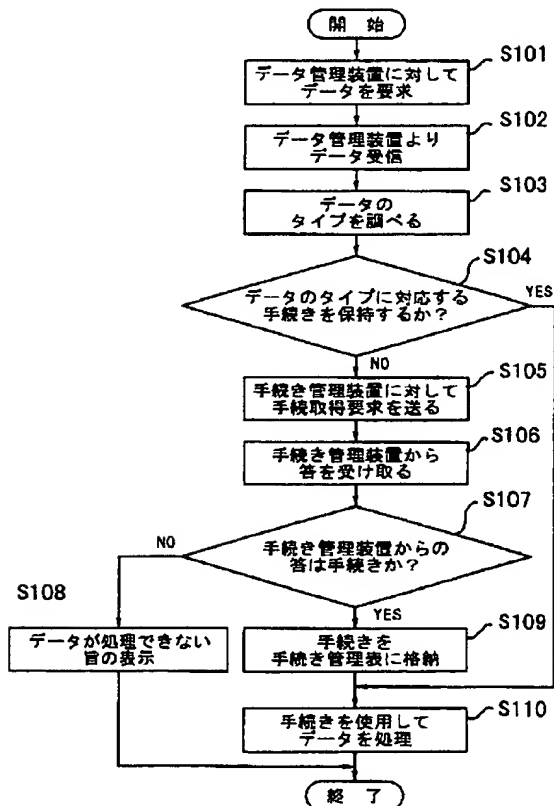 開 始
S101
データ管理装置に対して
データを要求
S102
データ管理装置より
データ受信
S103
データの
タイプを調べる
S104
データのタイプに対応する
手続きを保持するか?
YES
NO
S105
手続き管理装置に対して
手続取得要求を送る
S106
手続き管理装置から
答を受け取る
S107
手続き管理装置からの
答は手続きか?
NO
YES
S108
データが処理できない
旨の表示
S109
手続きを
手続き管理表に格納
S110
手続きを使用して
データを処理
終 了